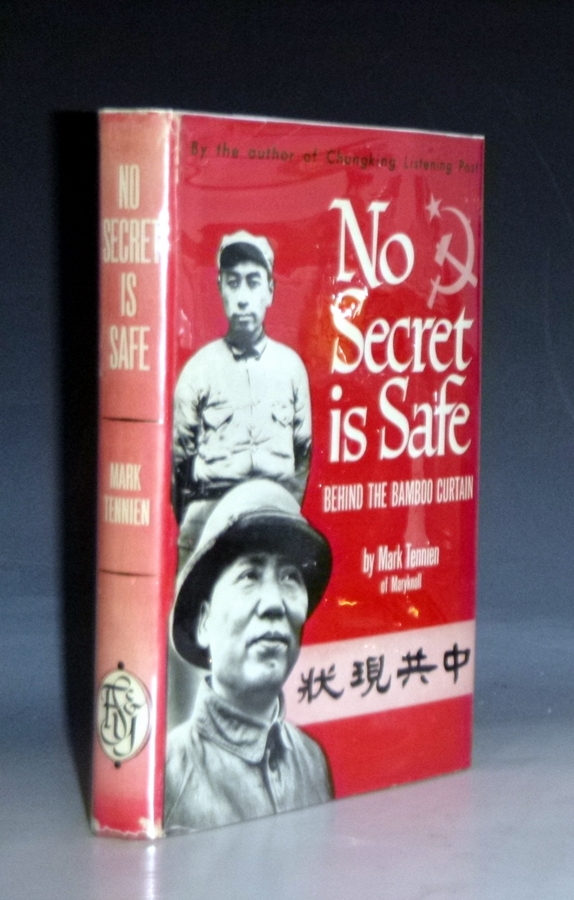 NO
SECRET
IS
SAFE
MARK
TENNIEN
By the author of Chungking Listening Post
No
Secret
is Safe
BEHIND THE BAMBOO CURTAIN
by Mark Tennien
of Maryknoll
狀現共中